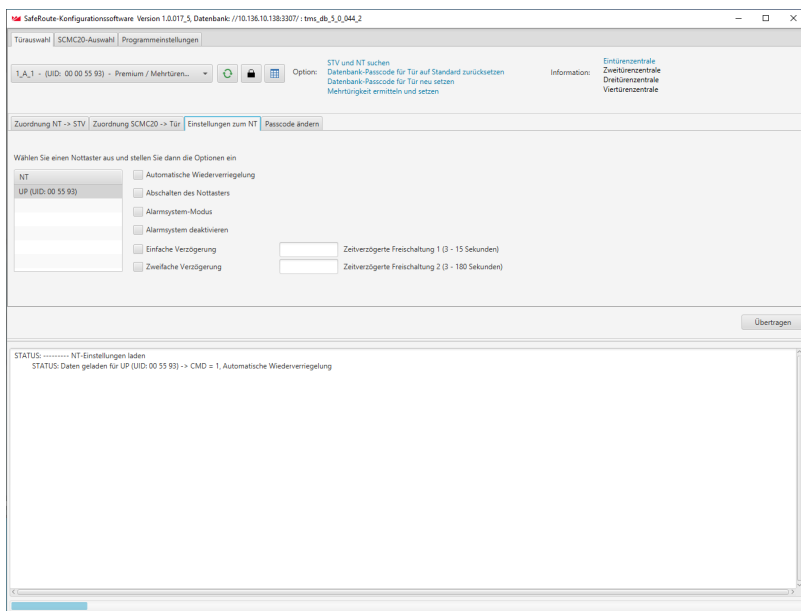 SafeRoute-Konfigurationssoftware Version 1.0.017_5, Datenbank: //10.136.10.138:3307/ : tms_db_5_0_044_2
Türauswahl SCMC20-Auswahl Programmeinstellungen
1_A_1 - (UID: 00 00 55 93) - Premium / Mehrtüren...
Option:
STV und NT suchen
Datenbank-Passcode für Tür auf Standard zurücksetzen
Datenbank-Passcode für Tür neu setzen
Mehrtürigkeit ermitteln und setzen
Information:
Eintürenzentrale
Zweitürenzentrale
Dreitürenzentrale
Viertürenzentrale
Zuordnung NT -> STV Zuordnung SCMC20 -> Tür Einstellungen zum NT Passcode ändern
Wählen Sie einen Nottaster aus und stellen Sie dann die Optionen ein
NT
UP (UID: 00 55 93)
Automatische Wiederverriegelung
Abschalten des Nottasters
Alarmsystem-Modus
Alarmsystem deaktivieren
Einfache Verzögerung Zeitverzögerte Freischaltung 1 (3 - 15 Sekunden)
Zweifache Verzögerung Zeitverzögerte Freischaltung 2 (3 - 180 Sekunden)
Übertragen
STATUS: --------- NT-Einstellungen laden
STATUS: Daten geladen für UP (UID: 00 55 93) -> CMD = 1, Automatische Wiederverriegelung